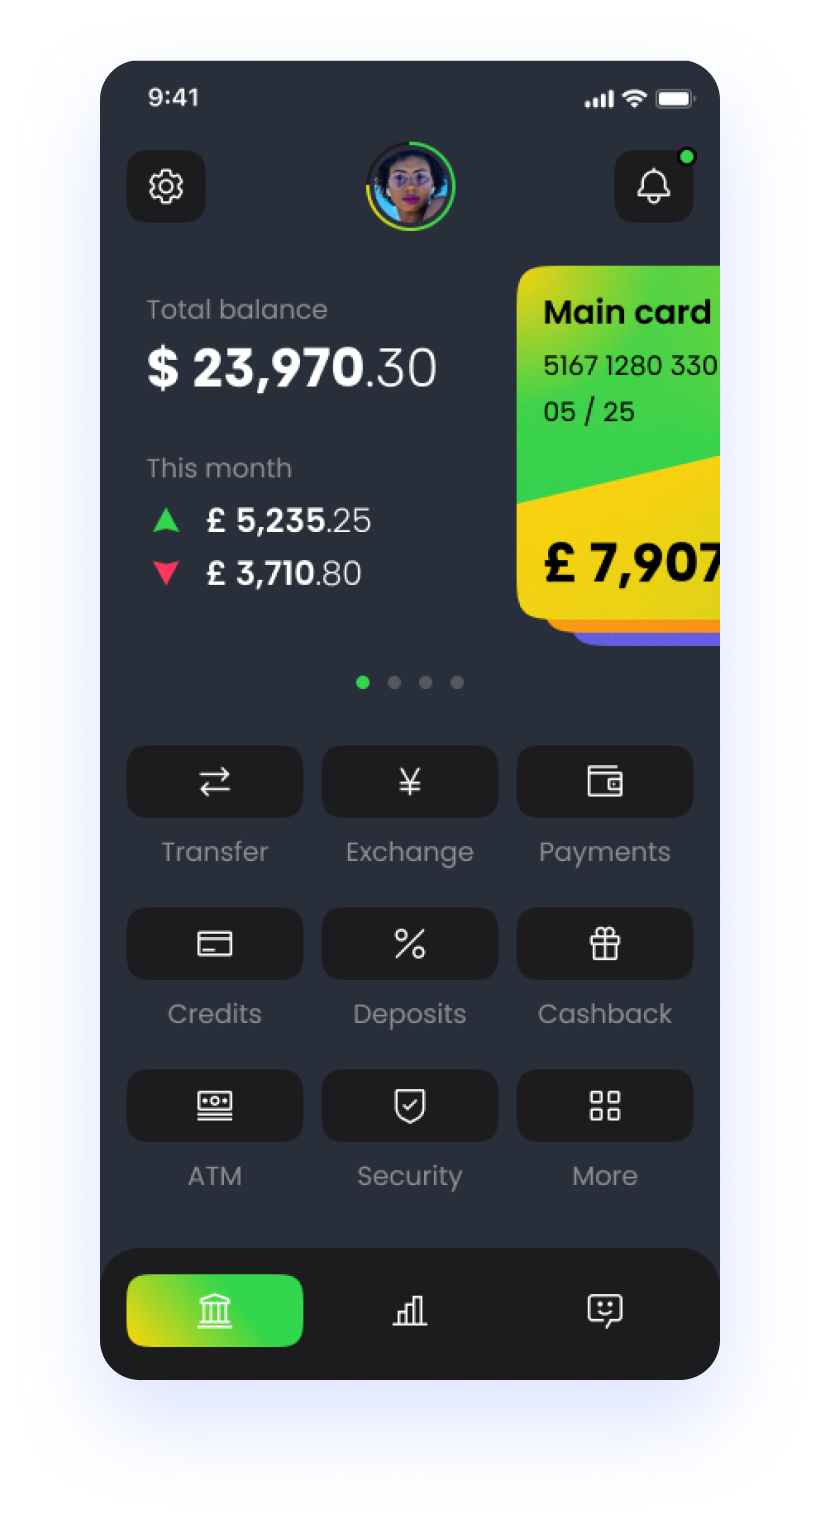 9:41
Total balance
$ 23,970.30
This month
£ 5,235.25
£ 3,710.80
Main card
5167 1280 330
05 / 25
£ 7,907
Transfer
Exchange
Payments
Credits
Deposits
Cashback
ATM
Security
More